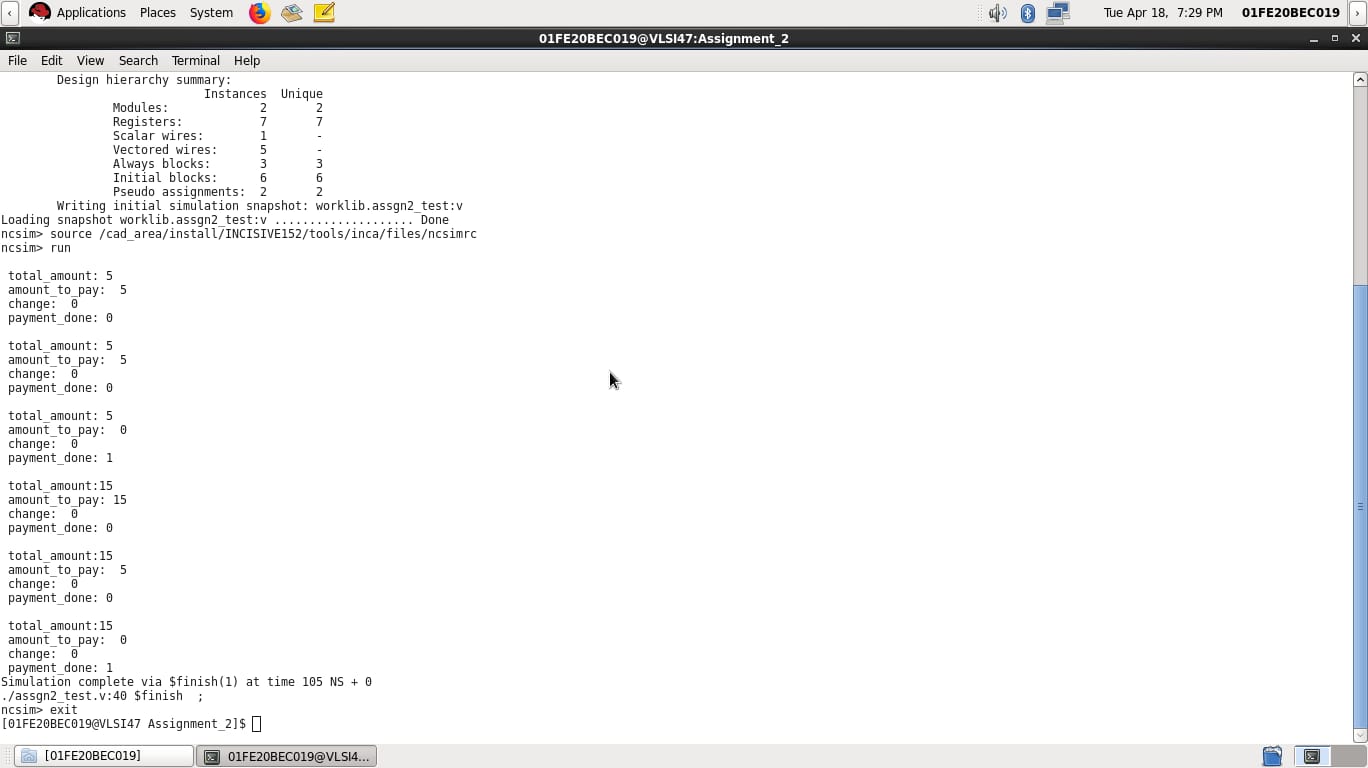 Applications Places System Tue Apr 18, 7:29 PM 01FE20BEC019
01FE20BEC019@VLSI47:Assignment_2
File Edit View Search Terminal Help
Design hierarchy summary:
Instances Unique
Modules: 2 2
Registers: 7 7
Scalar wires: 1 -
Vectored wires: 5 -
Always blocks: 3 3
Initial blocks: 6 6
Pseudo assignments: 2 2
Writing initial simulation snapshot: worklib.assgn2_test:v
Loading snapshot worklib.assgn2_test:v .................... Done
ncsim> source /cad_area/install/INCISIVE152/tools/inca/files/ncsimrc
ncsim> run
total_amount: 5
amount_to_pay:  5
change:  0
payment_done: 0
total_amount: 5
amount_to_pay:  5
change:  0
payment_done: 0
total_amount: 5
amount_to_pay:  0
change:  0
payment_done: 1
total_amount:15
amount_to_pay: 15
change:  0
payment_done: 0
total_amount:15
amount_to_pay:  5
change:  0
payment_done: 0
total_amount:15
amount_to_pay:  0
change:  0
payment_done: 1
Simulation complete via $finish(1) at time 105 NS + 0
./assgn2_test.v:40 $finish  ;
ncsim> exit
[01FE20BEC019@VLSI47 Assignment_2]$
[01FE20BEC019] 01FE20BEC019@VLSI4...